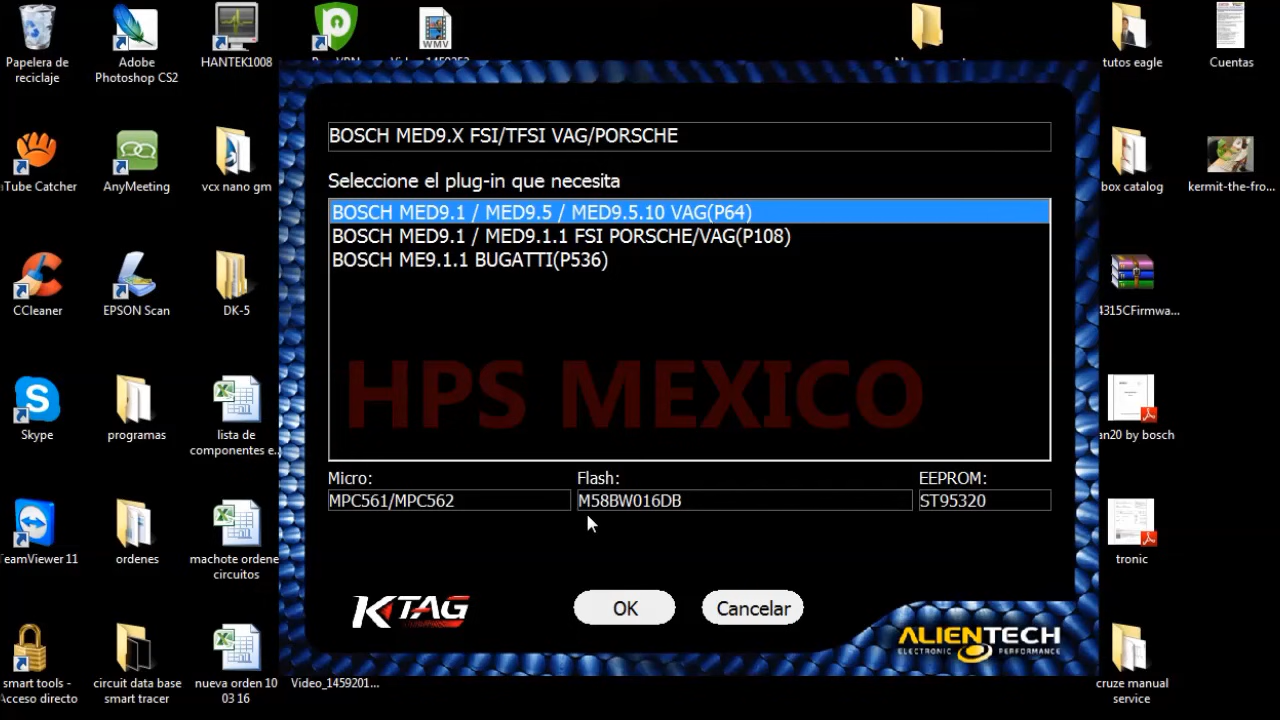 Papelera de
reciclaje
Adobe
Photoshop CS2
HANTEK1008
WMV
tutos eagle
Cuentas
aTube Catcher
AnyMeeting
vcx nano gm
box catalog
kermit-the-fro...
CCleaner
EPSON Scan
DK-5
4315CFirmwa...
Skype
programas
lista de
componentes e...
an20 by bosch
TeamViewer 11
ordenes
machote ordene
circuitos
tronic
smart tools -
Acceso directo
circuit data base
smart tracer
nueva orden 10
03 16
Video_1459201...
cruze manual
service
BOSCH MED9.X FSI/TFSI VAG/PORSCHE
Seleccione el plug-in que necesita
BOSCH MED9.1 / MED9.5 / MED9.5.10 VAG(P64)
BOSCH MED9.1 / MED9.1.1 FSI PORSCHE/VAG(P108)
BOSCH ME9.1.1 BUGATTI(P536)
HPS MEXICO
Micro:
Flash:
EEPROM:
MPC561/MPC562
M58BW016DB
ST95320
KTAG
OK
Cancelar
ALIENTECH
ELECTRONIC PERFORMANCE